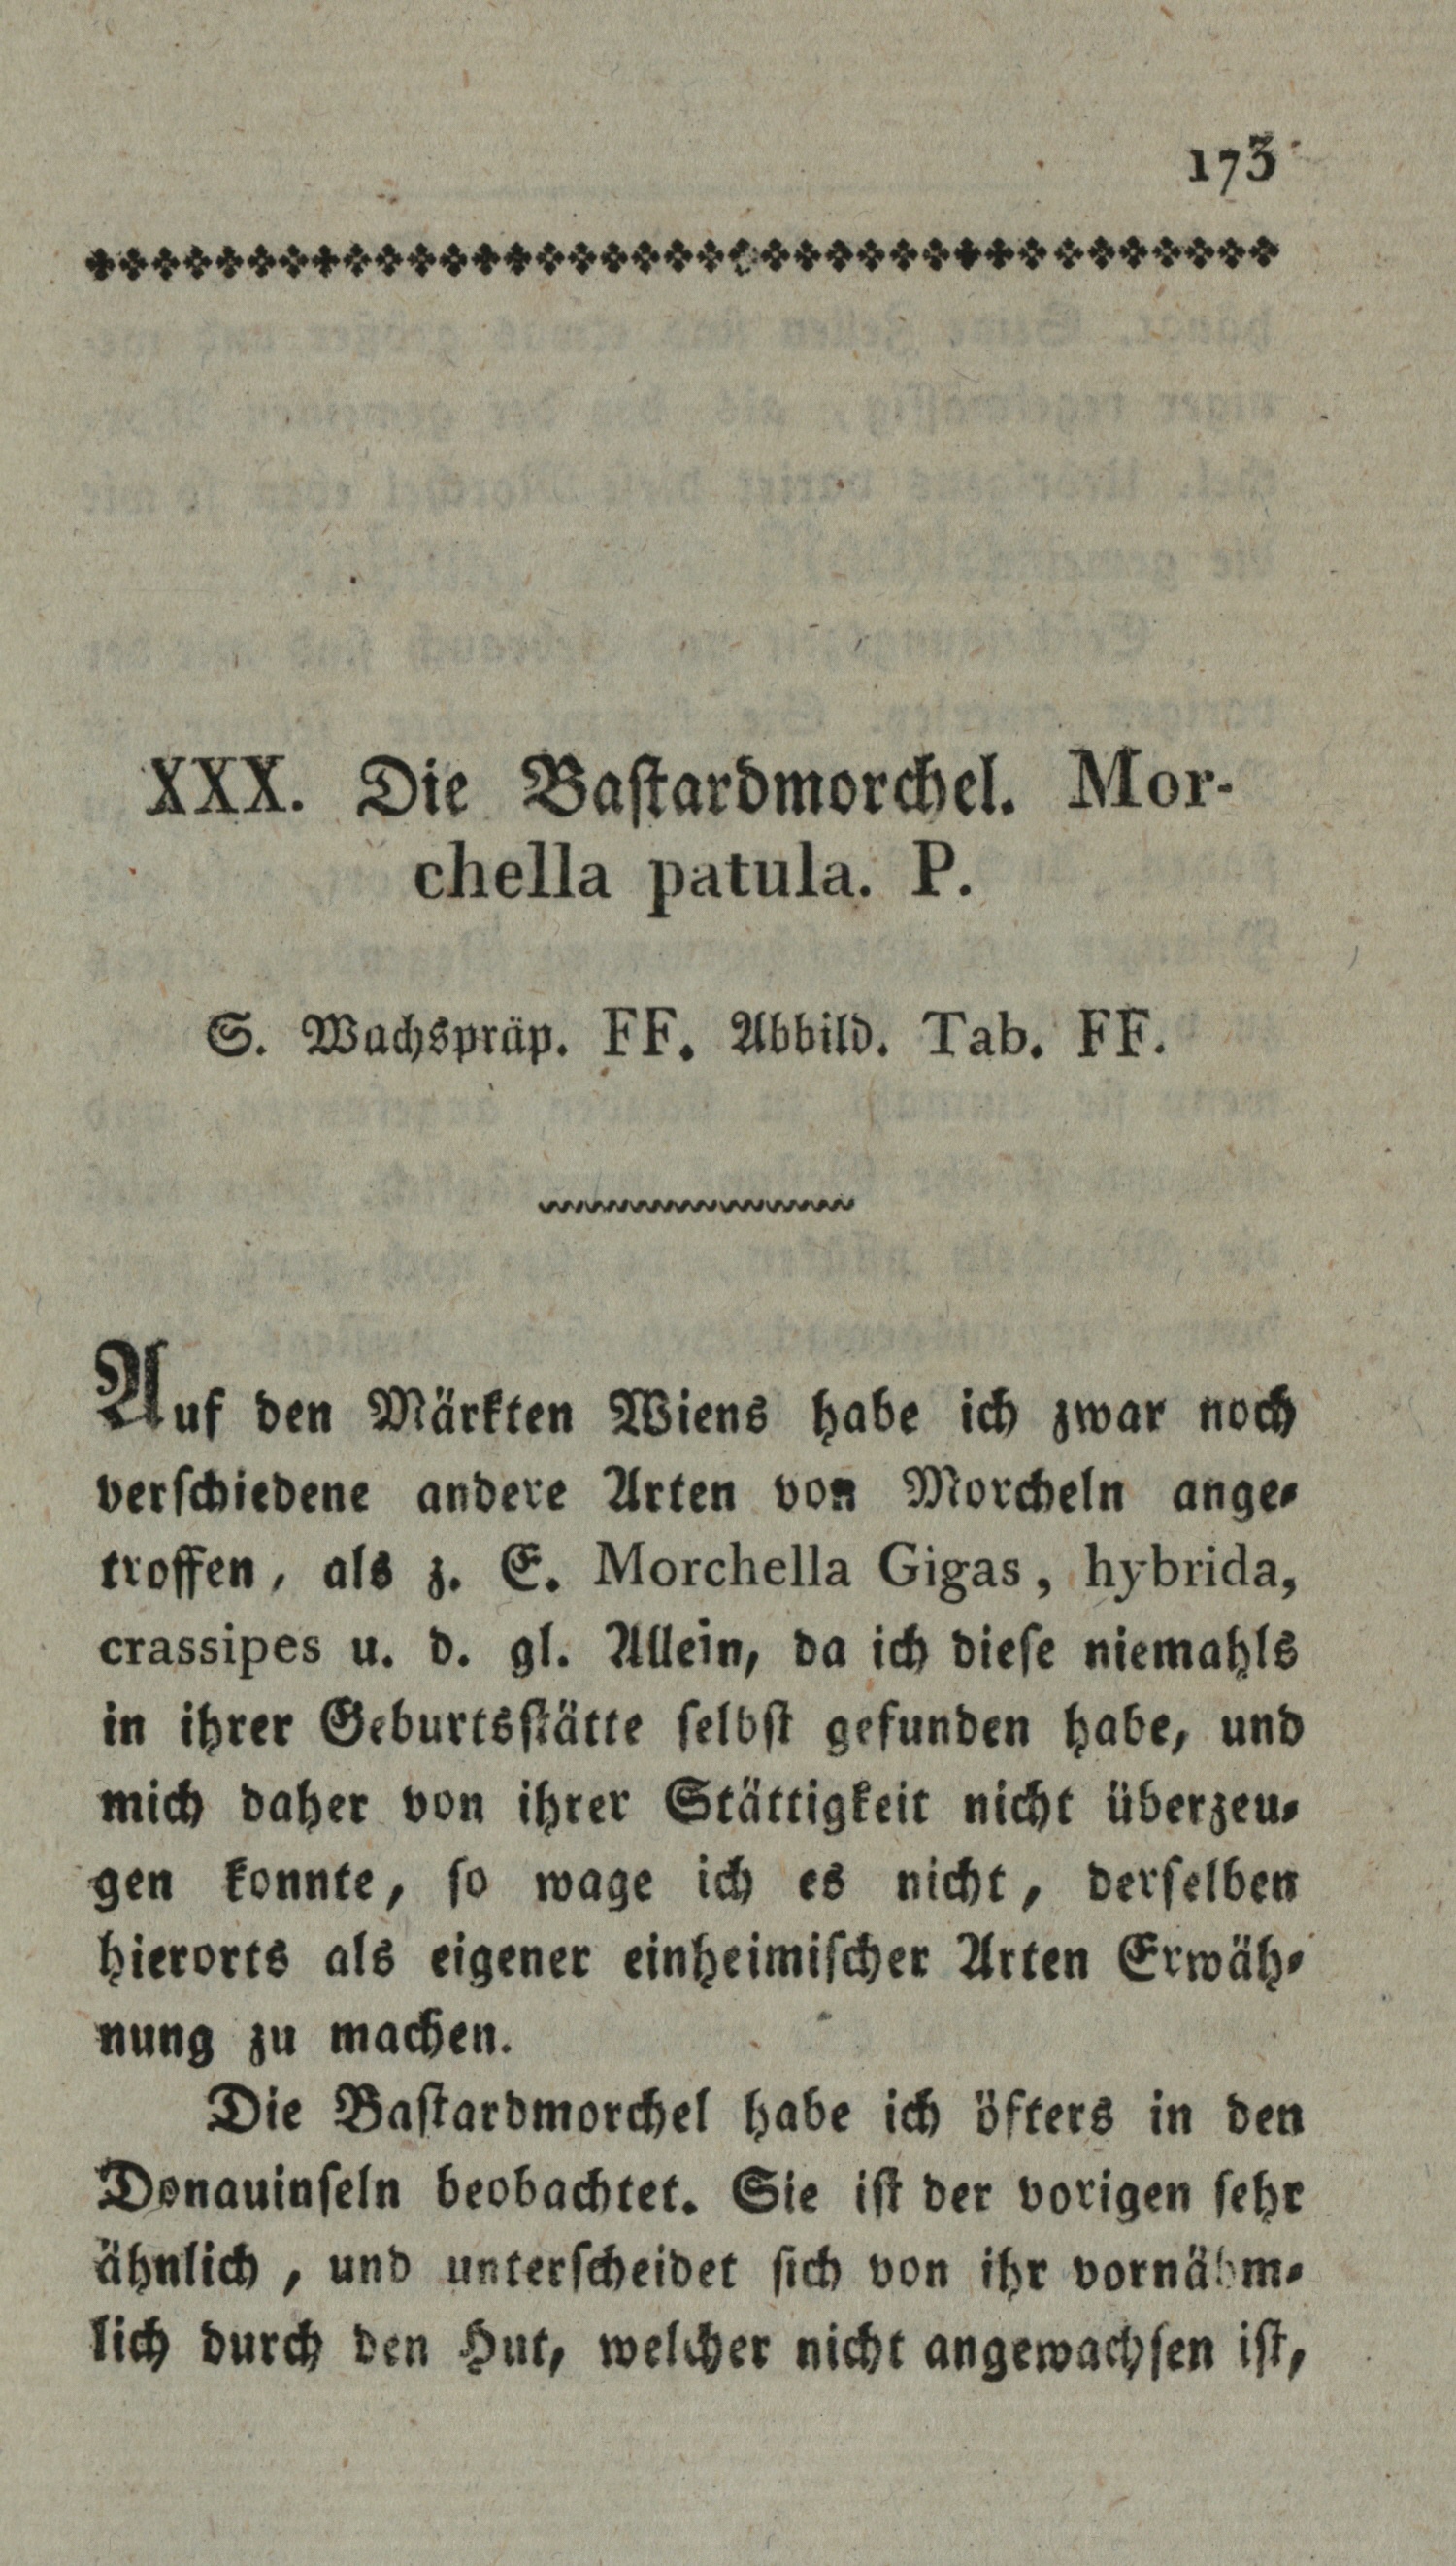 173
XXX. Die Bastardmorchel. Mor-
chella patula. P.
S. Wachspräp. FF. Abbild. Tab. FF.
Auf den Märkten Wiens habe ich zwar noch
verschiedene andere Arten von Morcheln ange-
troffen, als z. E. Morchella Gigas, hybrida,
crassipes u. d. gl. Allein, da ich diese niemahls
in ihrer Geburtsstätte selbst gefunden habe, und
mich daher von ihrer Stättigkeit nicht überzeu-
gen konnte, so wage ich es nicht, derselben
hierorts als eigener einheimischer Arten Erwäh-
nung zu machen.
Die Bastardmorchel habe ich öfters in den
Donauinseln beobachtet. Sie ist der vorigen sehr
ähnlich, und unterscheidet sich von ihr vornähm-
lich durch den Hut, welcher nicht angewachsen ist,